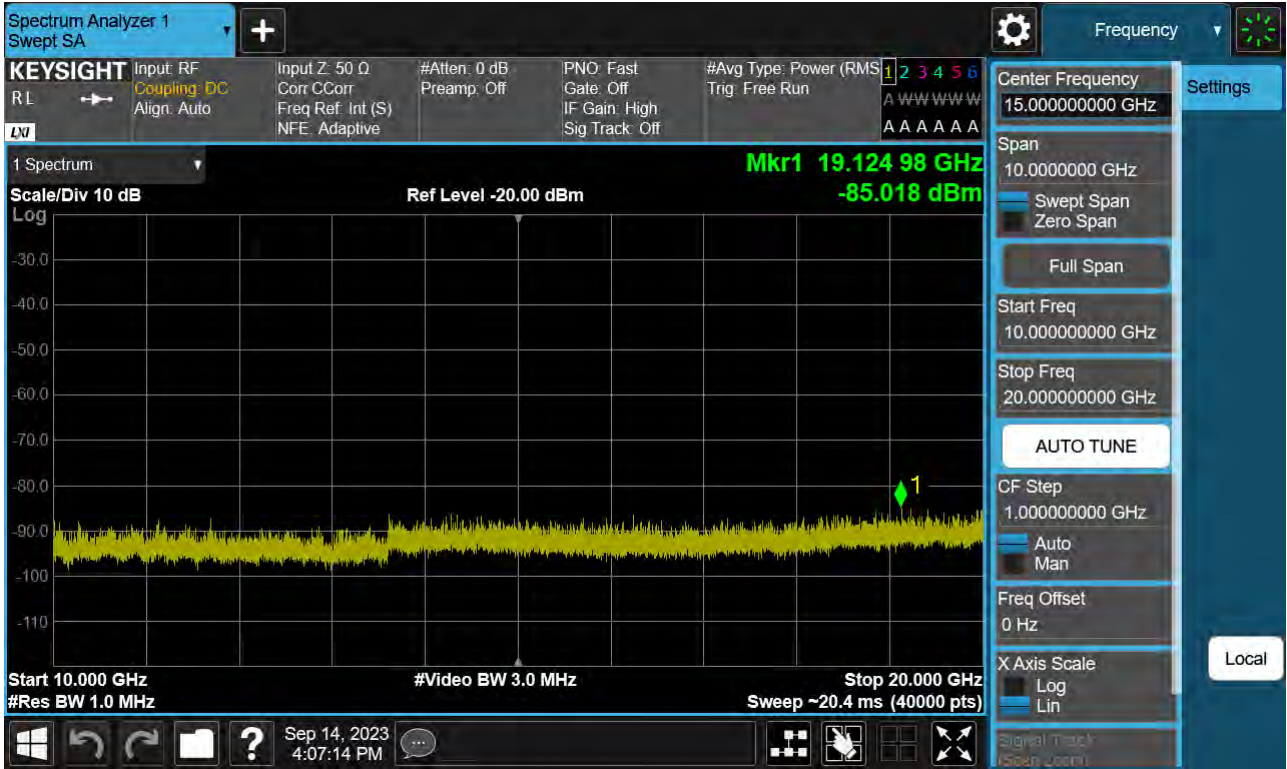 Spectrum Analyzer 1
Swept SA
+
Frequency
KEYSIGHT
R L
LXI
Input: RF
Coupling: DC
Align: Auto
Input Z: 50 Ω
Corr CCorr
Freq Ref: Int (S)
NFE: Adaptive
#Atten: 0 dB
Preamp: Off
PNO: Fast
Gate: Off
IF Gain: High
Sig Track: Off
#Avg Type: Power (RMS
Trig: Free Run
1 2 3 4 5 6
A W W W W W
A A A A A A
1 Spectrum
Scale/Div 10 dB
Log
Ref Level -20.00 dBm
Mkr1 19.124 98 GHz
-85.018 dBm
-30.0
-40.0
-50.0
-60.0
-70.0
-80.0
-90.0
-100
-110
1
Start 10.000 GHz
#Res BW 1.0 MHz
#Video BW 3.0 MHz
Stop 20.000 GHz
Sweep ~20.4 ms (40000 pts)
Center Frequency
15.000000000 GHz
Span
10.0000000 GHz
Swept Span
Zero Span
Full Span
Start Freq
10.000000000 GHz
Stop Freq
20.000000000 GHz
AUTO TUNE
CF Step
1.000000000 GHz
Auto
Man
Freq Offset
0 Hz
X Axis Scale
Log
Lin
Signal Track
(Span Zoom)
Settings
Local
?
Sep 14, 2023
4:07:14 PM